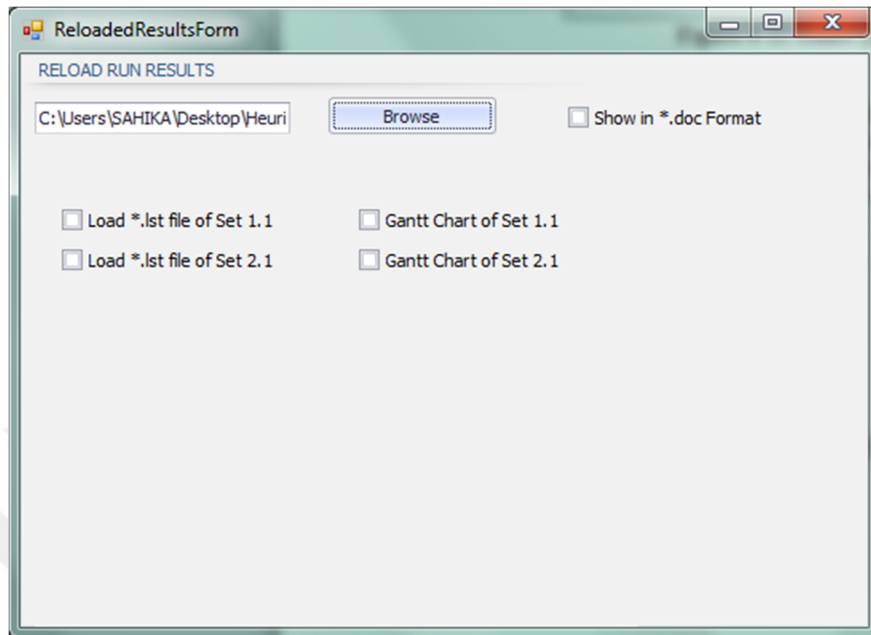 ReloadedResultsForm
RELOAD RUN RESULTS
C:\Users\SAHIKA\Desktop\Heuri
Browse
Show in *.doc Format
Load *.lst file of Set 1.1
Gantt Chart of Set 1.1
Load *.lst file of Set 2.1
Gantt Chart of Set 2.1